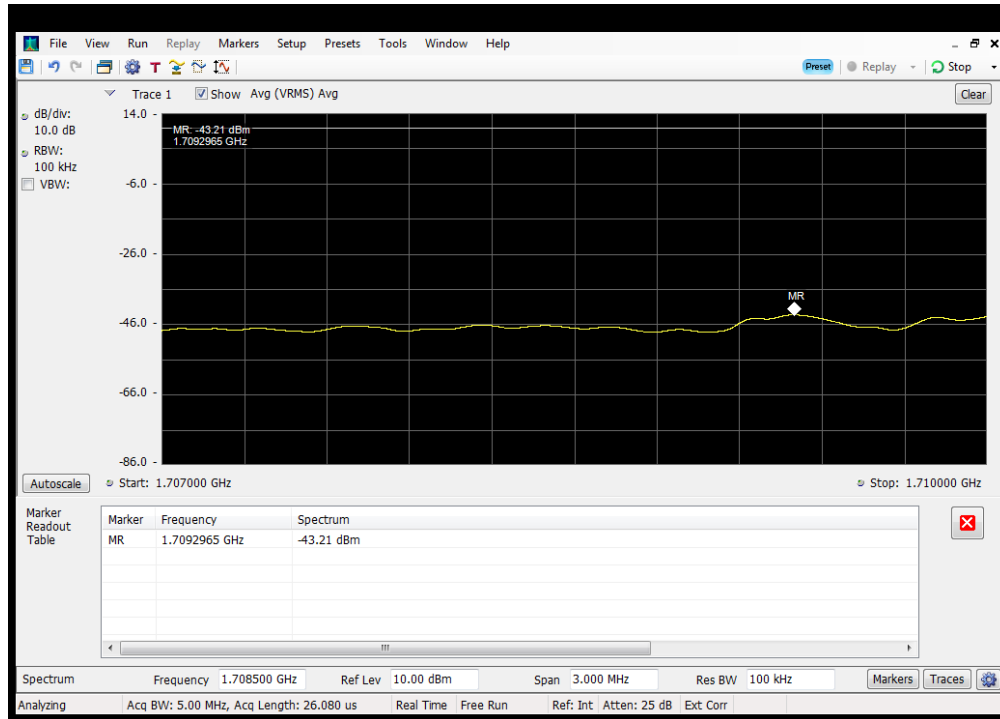 File View Run Replay Markers Setup Presets Tools Window Help
T Preset Replay Stop
Trace 1 Show Avg (VRMS) Avg Clear
dB/div:
10.0 dB
RBW:
100 kHz
VBW:
14.0 -
MR: -43.21 dBm
1.7092965 GHz
-6.0 -
-26.0 -
MR
-46.0 -
-66.0 -
-86.0 -
Autoscale Start: 1.707000 GHz Stop: 1.710000 GHz
Marker
Readout
Table
Marker Frequency Spectrum
MR 1.7092965 GHz -43.21 dBm
Spectrum Frequency 1.708500 GHz Ref Lev 10.00 dBm Span 3.000 MHz Res BW 100 kHz Markers Traces
Analyzing Acq BW: 5.00 MHz, Acq Length: 26.080 us Real Time Free Run Ref: Int Atten: 25 dB Ext Corr